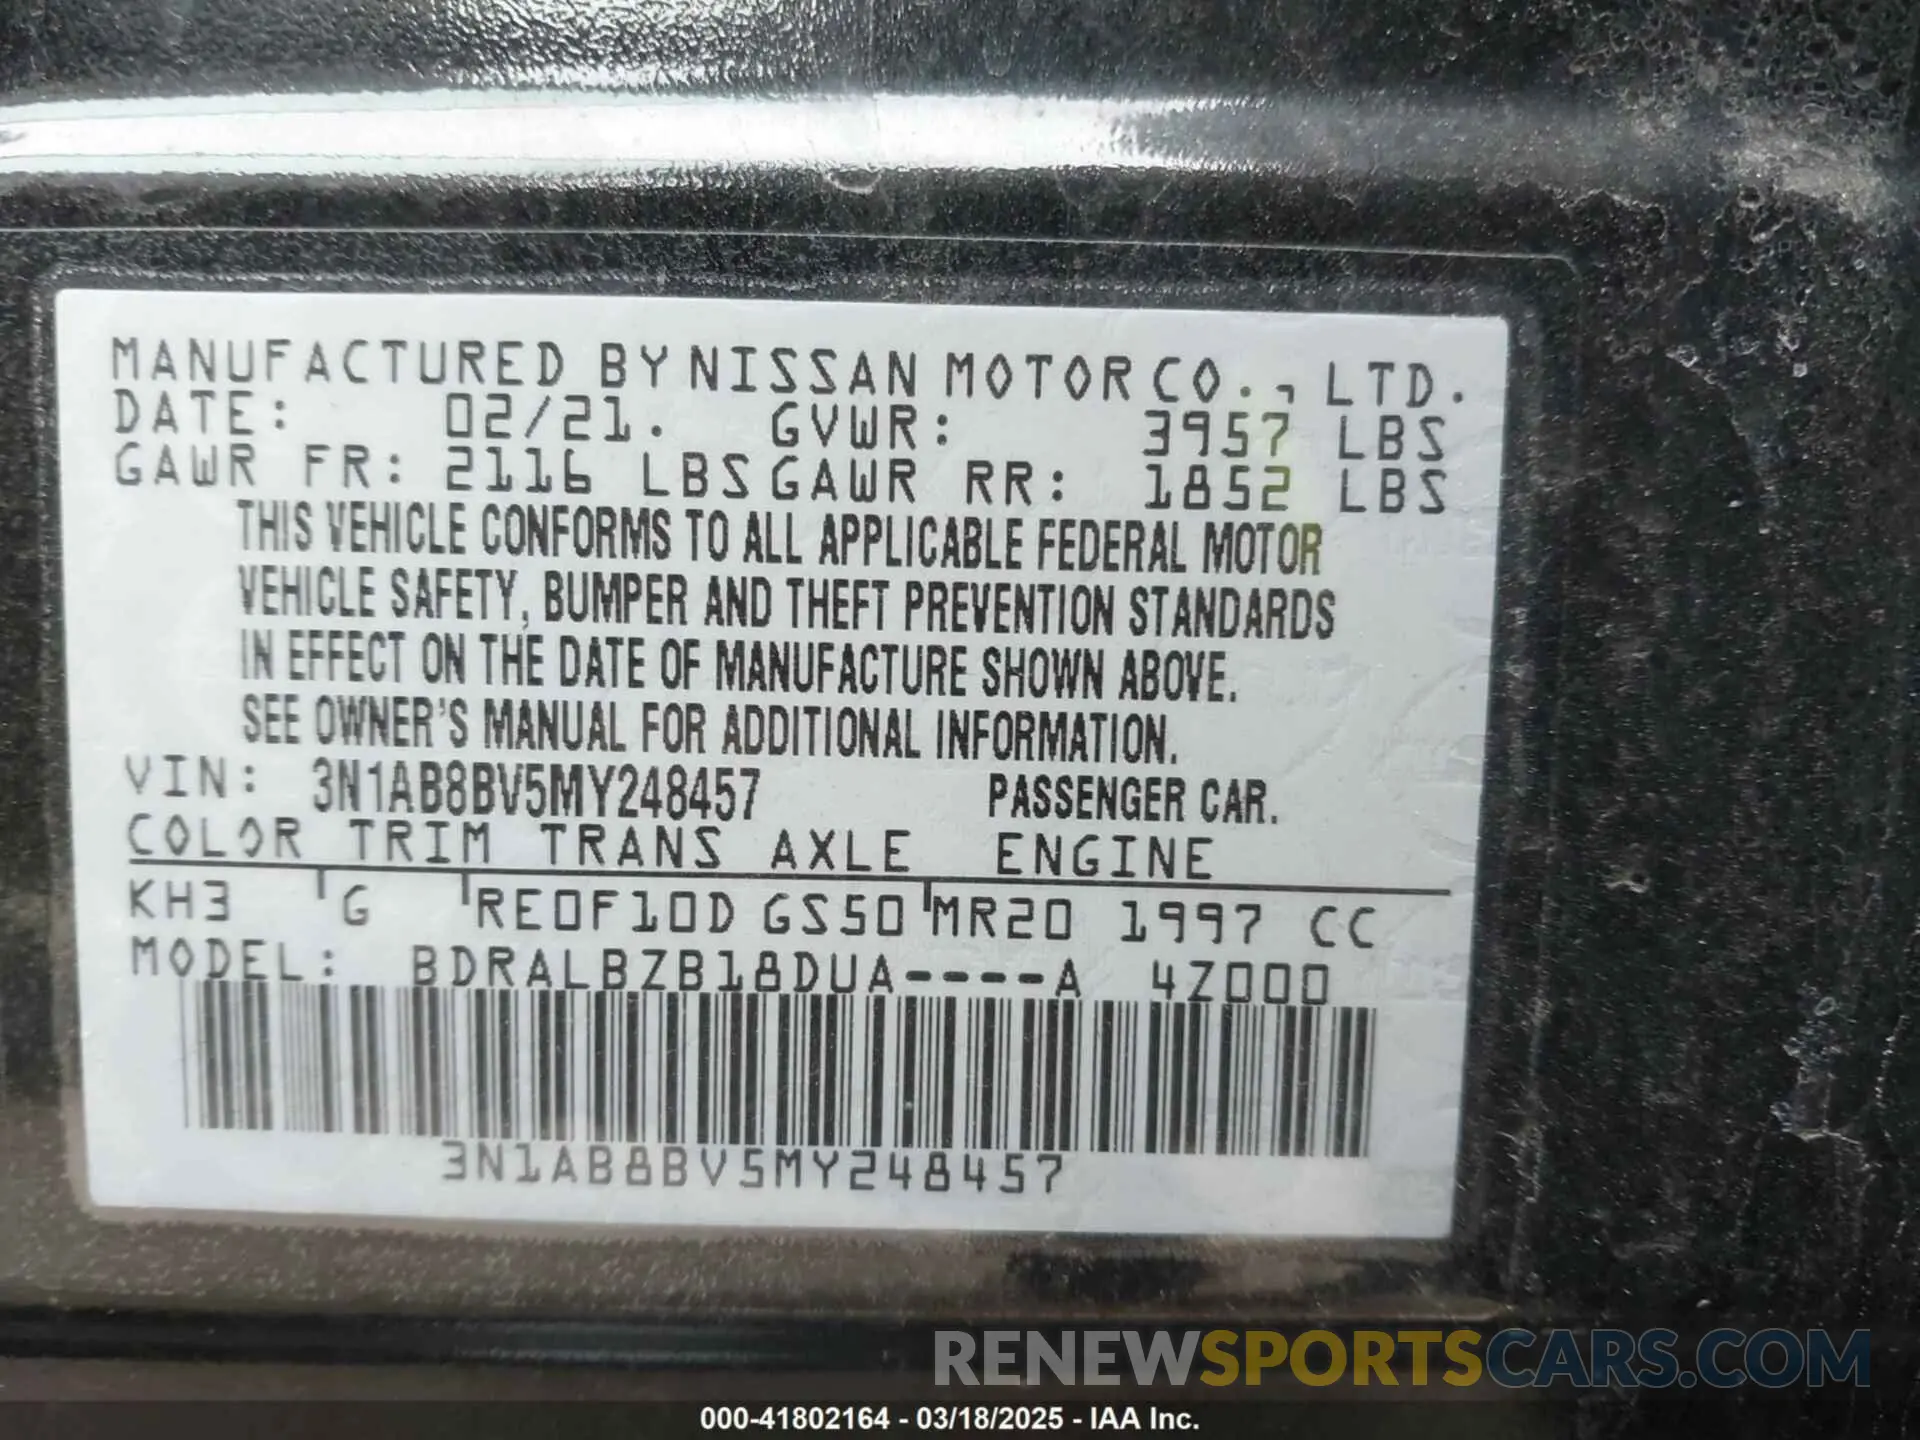 MANUFACTURED BY NISSAN MOTOR CO., LTD.
DATE: 02/21. GVWR: 3957 LBS
GAWR FR: 2116 LBS GAWR RR: 1852 LBS
THIS VEHICLE CONFORMS TO ALL APPLICABLE FEDERAL MOTOR
VEHICLE SAFETY, BUMPER AND THEFT PREVENTION STANDARDS
IN EFFECT ON THE DATE OF MANUFACTURE SHOWN ABOVE.
SEE OWNER'S MANUAL FOR ADDITIONAL INFORMATION.
VIN: 3N1AB8BV5MY248457 PASSENGER CAR.
COLOR TRIM TRANS AXLE ENGINE
KH3 G RE0F10D GS50 MR20 1997 CC
MODEL: BDRALBZB18DUA----A 4Z000
3N1AB8BV5MY248457
RENEWSPORTSCARS.COM
000-41802164 - 03/18/2025 - IAA Inc.